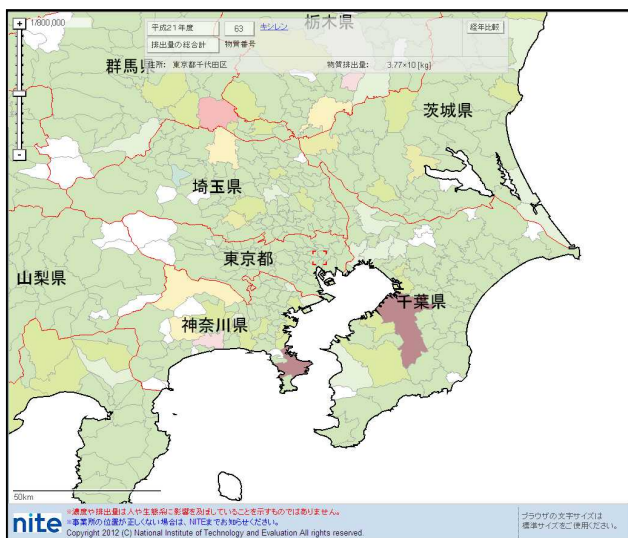 1/800,000
平成21年度
63
キシレン
経年比較
排出量の総合計
物質番号
住所: 東京都千代田区
物質排出量: 3.77×10 [kg]
栃木県
群馬県
茨城県
埼玉県
東京都
山梨県
千葉県
神奈川県
50km
nite
※濃度や排出量は人や生態系に影響を及ぼしていることを示すものではありません。
※事業所の位置が正しくない場合は、NITEまでお知らせください。
Copyright 2012 (C) National Institute of Technology and Evaluation All rights reserved.
ブラウザの文字サイズは
標準サイズをご使用ください。